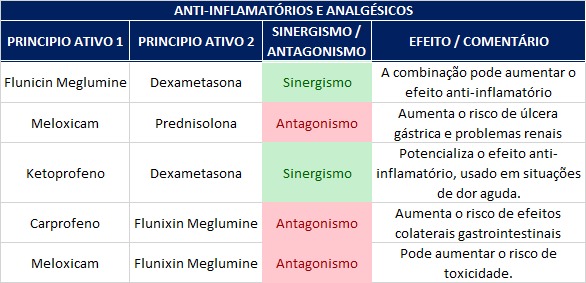 ANTI-INFLAMATÓRIOS E ANALGÉSICOS
PRINCIPIO ATIVO 1 PRINCIPIO ATIVO 2 SINERGISMO / ANTAGONISMO EFEITO / COMENTÁRIO
Flunicin Meglumine Dexametasona Sinergismo A combinação pode aumentar o
efeito anti-inflamatório
Meloxicam Prednisolona Antagonismo Aumenta o risco de úlcera
gástrica e problemas renais
Ketoprofeno Dexametasona Sinergismo Potencializa o efeito anti-
inflamatório, usado em situações
de dor aguda.
Carprofeno Flunixin Meglumine Antagonismo Aumenta o risco de efeitos
colaterais gastrointestinais
Meloxicam Flunixin Meglumine Antagonismo Pode aumentar o risco de
toxicidade.